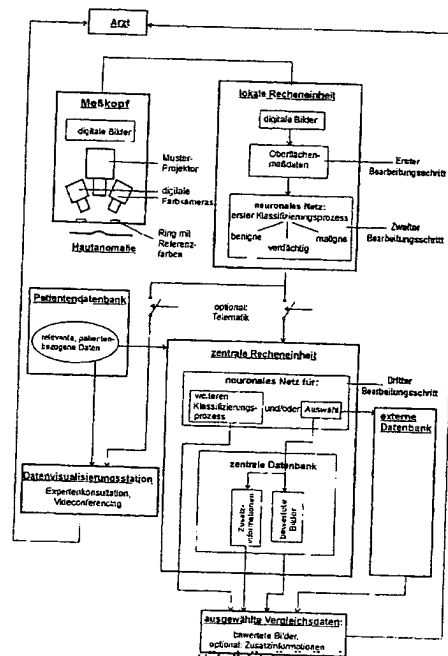 Arzt
Meßkopf
digitale Bilder
Muster-
Projektor
digitale
Farbkameras
Ring mit
Referenz-
farben
Hautanomalie
lokale Recheneinheit
digitale Bilder
Oberflächen-
meßdaten
Erster
Bearbeitungsschritt
neuronales Netz:
erster Klassifizierungsprozess
benigne
maligne
verdächtig
Zweiter
Bearbeitungsschritt
optional:
Telematik
Patientendatenbank
relevante, patienten-
bezogene Daten
zentrale Recheneinheit
neuronales Netz für:
weiteren
Klassifizierungs-
prozess
und/oder
Auswahl
Dritter
Bearbeitungsschritt
externe
Datenbank
zentrale Datenbank
Zusatz-
informationen
bewertete
Bilder
Datenvisualisierungsstation
Expertenkonsultation,
Videoconferencing
ausgewählte Vergleichsdaten:
bewertete Bilder,
optional: Zusatzinformationen